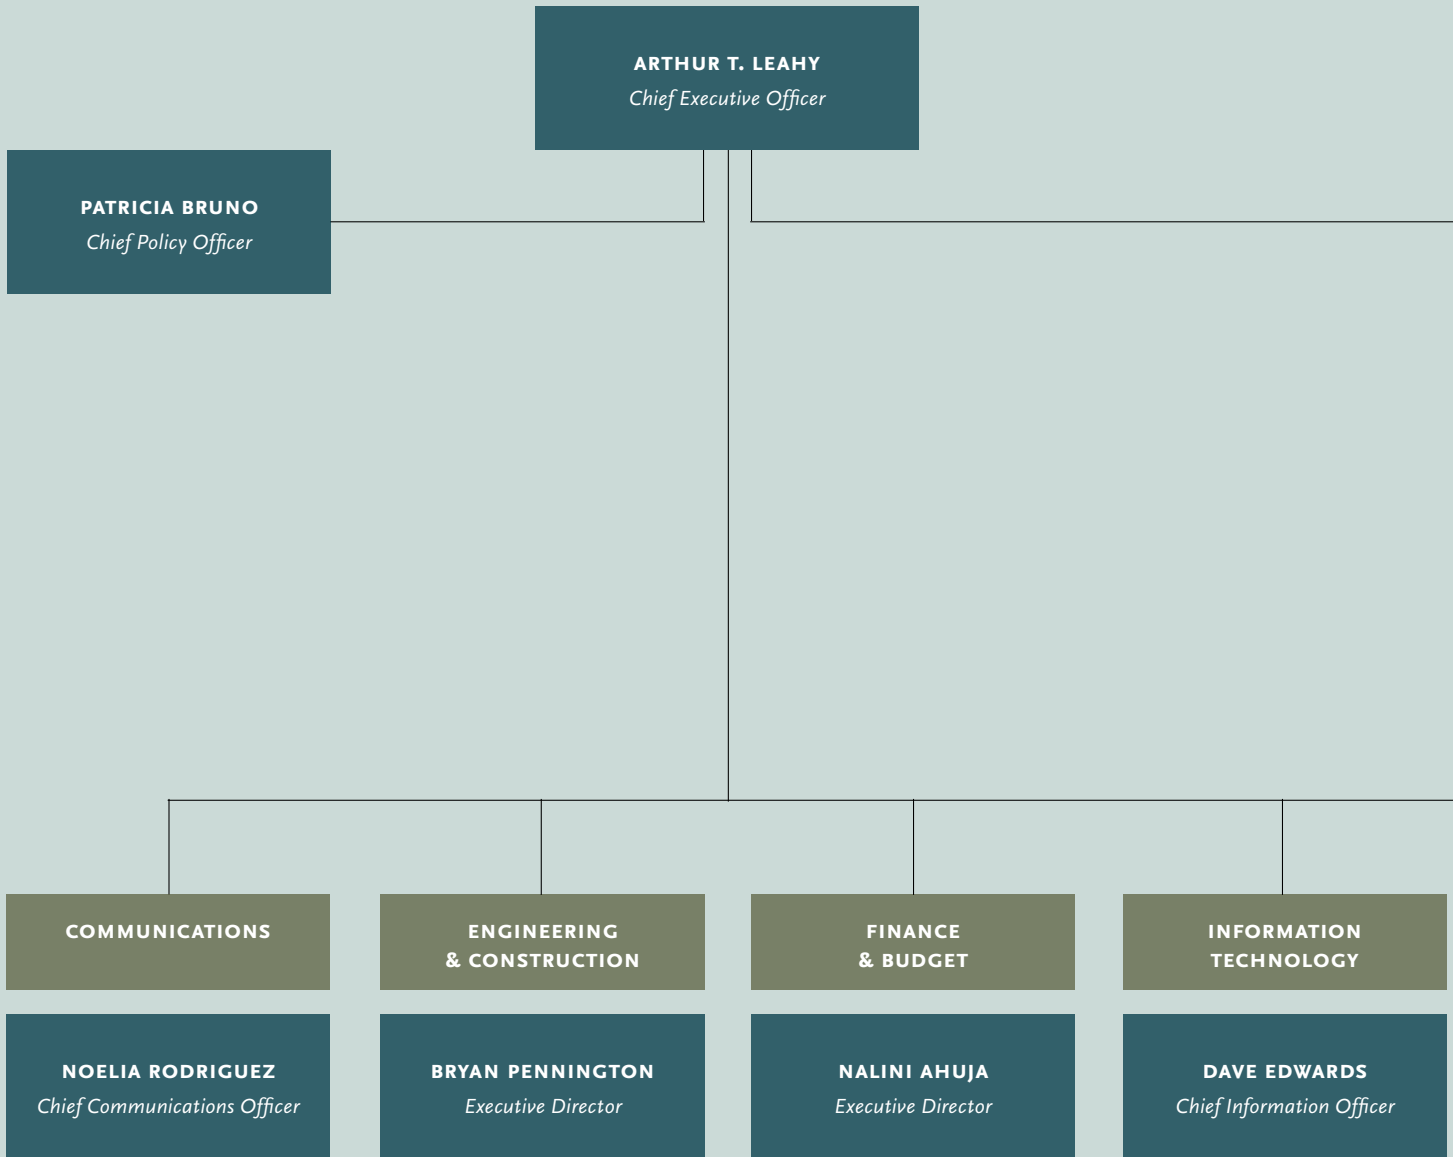 ARTHUR T. LEAHY
Chief Executive Officer
PATRICIA BRUNO
Chief Policy Officer
COMMUNICATIONS
ENGINEERING
& CONSTRUCTION
FINANCE
& BUDGET
INFORMATION
TECHNOLOGY
NOELIA RODRIGUEZ
Chief Communications Officer
BRYAN PENNINGTON
Executive Director
NALINI AHUJA
Executive Director
DAVE EDWARDS
Chief Information Officer